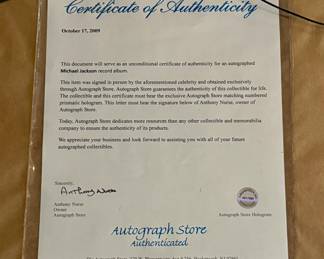 Certificate of Authenticity
October 17, 2009
This document will serve as an unconditional certificate of authenticity for an autographed
Michael Jackson record album.
This item was signed in person by the aforementioned celebrity and obtained exclusively
through Autograph Store. Autograph Store guarantees the authenticity of this collectible for life.
The collectible and this certificate must bear the exclusive Autograph Store matching numbered
prismatic hologram. This letter must bear the signature below of Anthony Nurse, owner of
Autograph Store.
Today, Autograph Store dedicates more resources than any other collectible and memorabilia
company to ensure the authenticity of its products.
We appreciate your business and look forward to assisting you with all of your future
autographed collectibles.
Sincerely,
Anthony Nurse
Anthony Nurse
Owner
Autograph Store
Autograph Store Hologram
Autograph Store
Authenticated